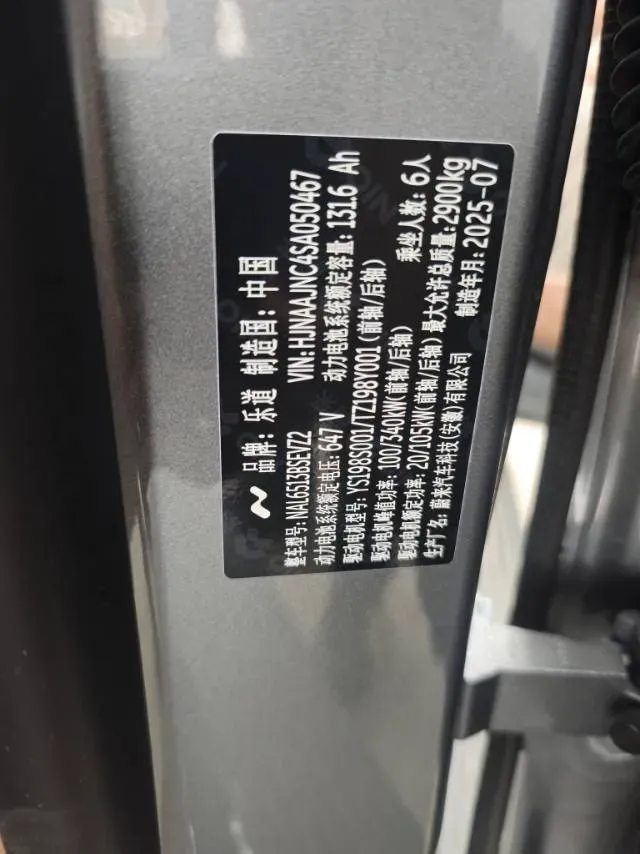 品牌: 乐道 制造国: 中国
整车型号: NAL6513BSEVZ2 VIN: HJNAAJNC4SA050467
动力电池系统额定电压: 647 V 动力电池系统额定容量: 131.6 Ah
驱动电机型号: YS198S001/TZ198Y001 (前轴/后轴)
驱动电机峰值功率: 100/340kW(前轴/后轴) 乘坐人数: 6人
驱动电机额定功率: 20/105kW(前轴/后轴) 最大允许总质量: 2900kg
生产厂名: 蔚来汽车科技(安徽)有限公司 制造年月: 2025-07